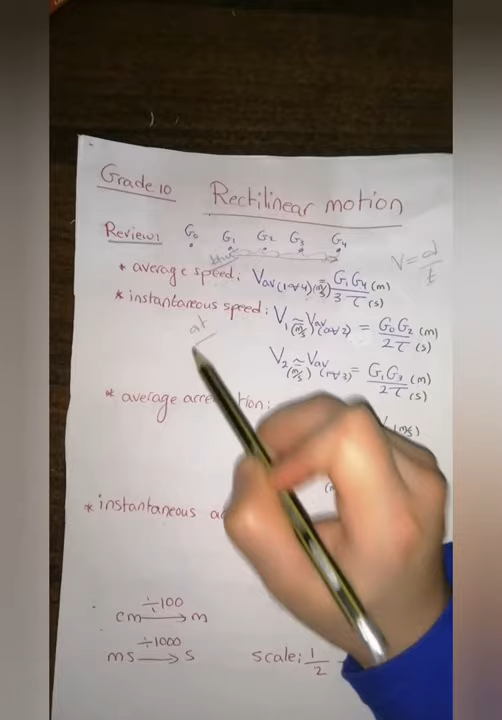 Grade 10 Rectilinear motion
Review: G₀ G₁ G₂ G₃ G₄
V = d/t
* average speed: Vav(1→4)(m/s) = G₁G₄(m)/3τ(s)
* instantaneous speed: V₁(m/s) ≈ Vav(0→2) = G₀G₂(m)/2τ(s)
at
V₂(m/s) ≈ Vav(1→3) = G₁G₃(m)/2τ(s)
* average
* instantaneous
÷100
cm → m
÷1000
ms → s
scale: 1/2